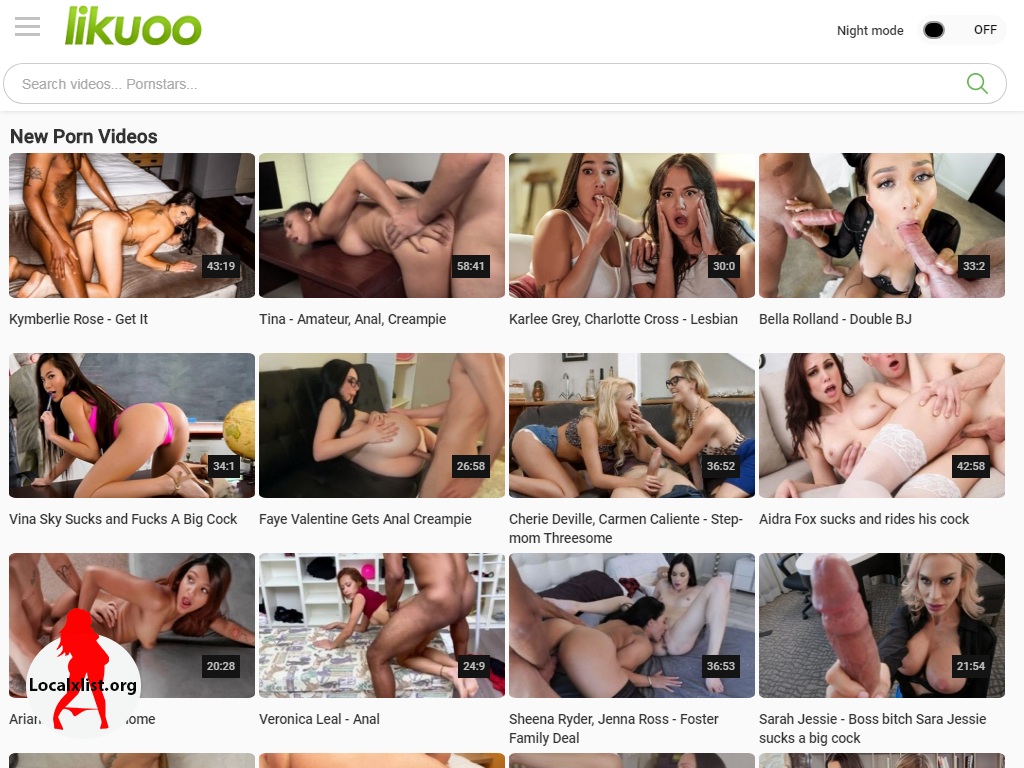 likuoo
Night mode
OFF
Search videos... Pornstars...
New Porn Videos
43:19
58:41
30:0
33:2
Kymberlie Rose - Get It
Tina - Amateur, Anal, Creampie
Karlee Grey, Charlotte Cross - Lesbian
Bella Rolland - Double BJ
34:1
26:58
36:52
42:58
Vina Sky Sucks and Fucks A Big Cock
Faye Valentine Gets Anal Creampie
Cherie Deville, Carmen Caliente - Step-
mom Threesome
Aidra Fox sucks and rides his cock
20:28
24:9
36:53
21:54
Localxlist.org
Veronica Leal - Anal
Sheena Ryder, Jenna Ross - Foster
Family Deal
Sarah Jessie - Boss bitch Sara Jessie
sucks a big cock